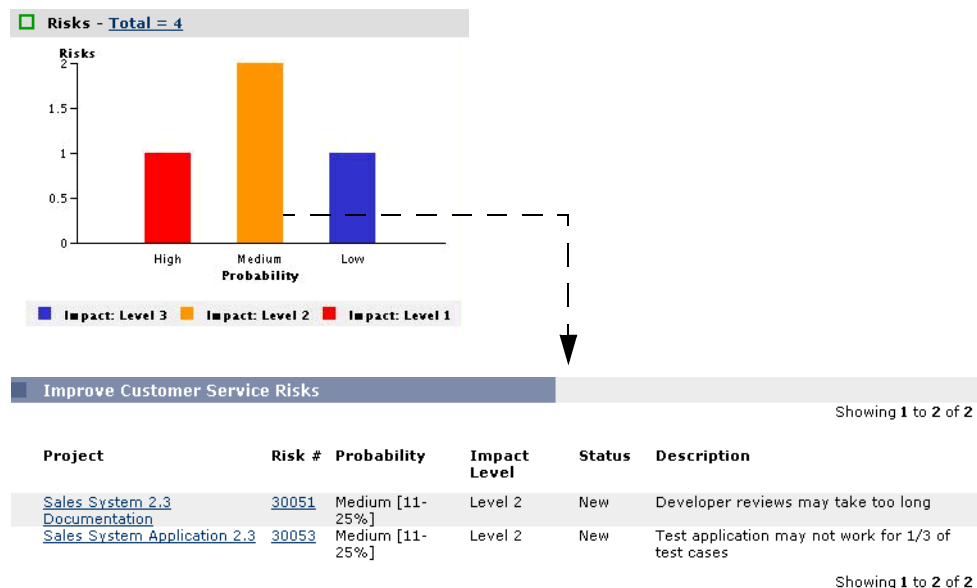 Risks - Total = 4
Risks
2
1.5
1
0.5
0
High Medium Low
Probability
Impact: Level 3 Impact: Level 2 Impact: Level 1
Improve Customer Service Risks
Showing 1 to 2 of 2
Project Risk # Probability Impact Status Description
Level
Sales System 2.3 30051 Medium [11- Level 2 New Developer reviews may take too long
Documentation 25%]
Sales System Application 2.3 30053 Medium [11- Level 2 New Test application may not work for 1/3 of
25%] test cases
Showing 1 to 2 of 2